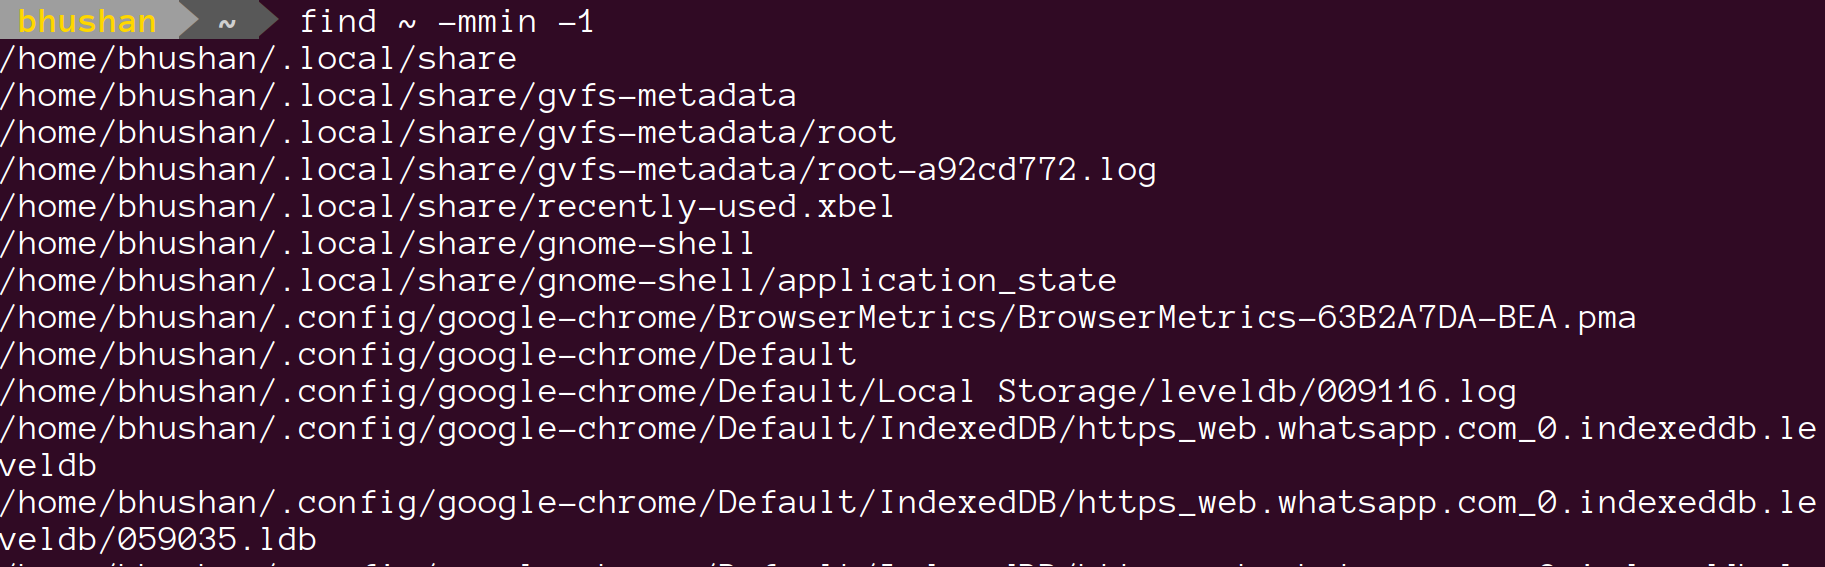 bhushan ~ find ~ -mmin -1
/home/bhushan/.local/share
/home/bhushan/.local/share/gvfs-metadata
/home/bhushan/.local/share/gvfs-metadata/root
/home/bhushan/.local/share/gvfs-metadata/root-a92cd772.log
/home/bhushan/.local/share/recently-used.xbel
/home/bhushan/.local/share/gnome-shell
/home/bhushan/.local/share/gnome-shell/application_state
/home/bhushan/.config/google-chrome/BrowserMetrics/BrowserMetrics-63B2A7DA-BEA.pma
/home/bhushan/.config/google-chrome/Default
/home/bhushan/.config/google-chrome/Default/Local Storage/leveldb/009116.log
/home/bhushan/.config/google-chrome/Default/IndexedDB/https_web.whatsapp.com_0.indexeddb.le
veldb
/home/bhushan/.config/google-chrome/Default/IndexedDB/https_web.whatsapp.com_0.indexeddb.le
veldb/059035.ldb